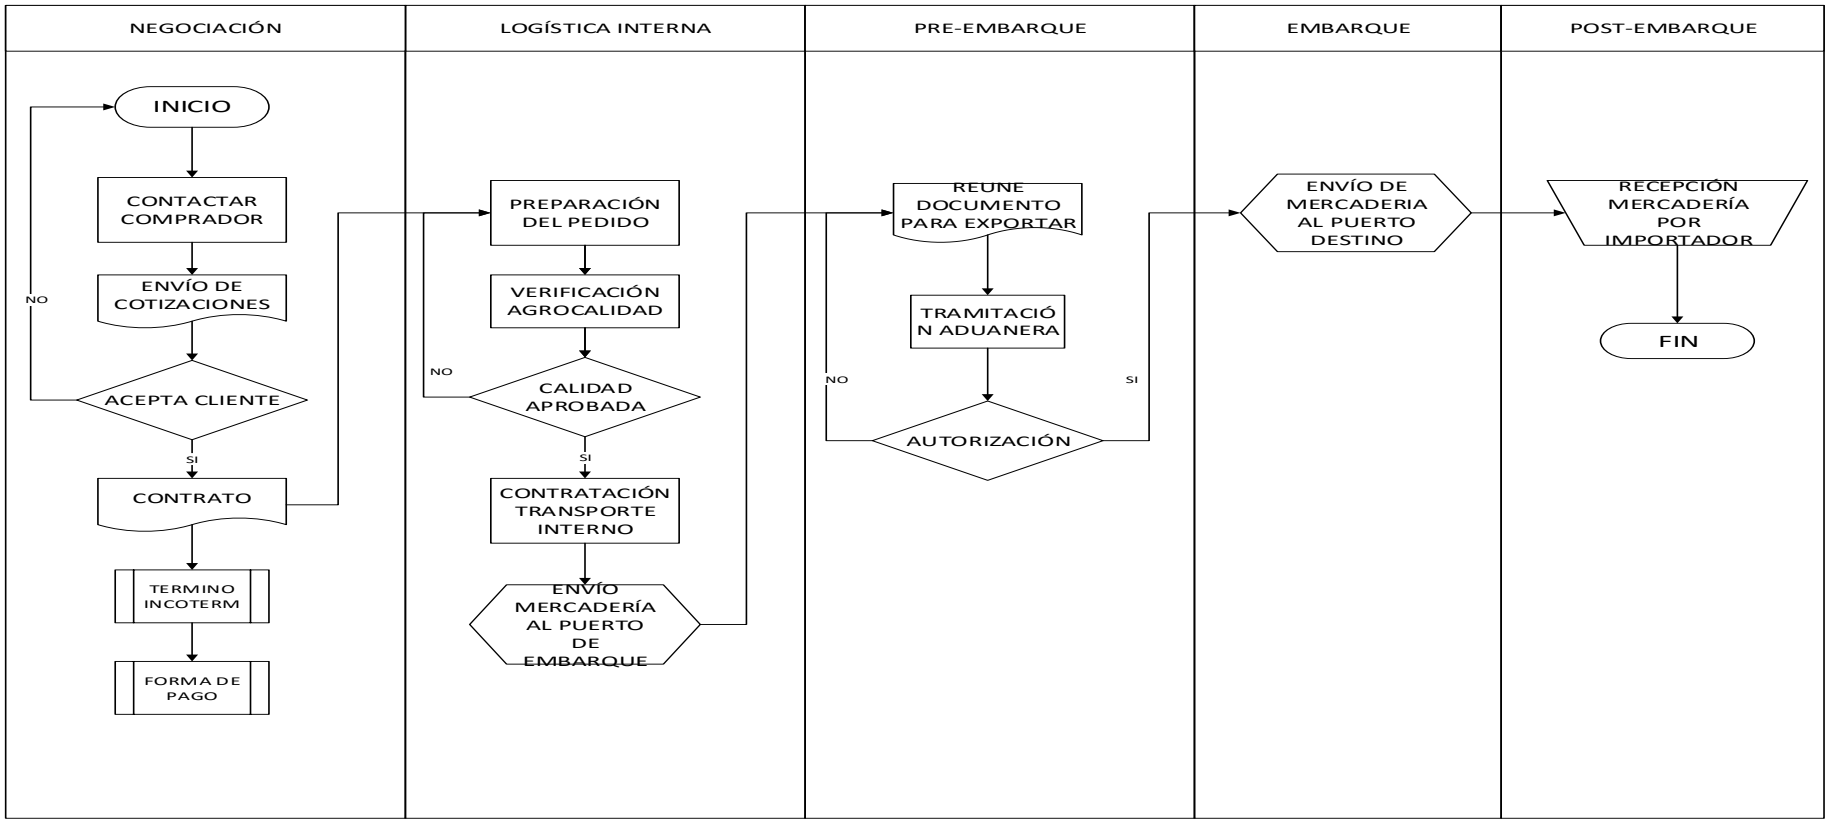 NEGOCIACIÓN
LOGÍSTICA INTERNA
PRE-EMBARQUE
EMBARQUE
POST-EMBARQUE
INICIO
CONTACTAR
COMPRADOR
ENVÍO DE
COTIZACIONES
NO
ACEPTA CLIENTE
SI
CONTRATO
TERMINO
INCOTERM
FORMA DE
PAGO
PREPARACIÓN
DEL PEDIDO
VERIFICACIÓN
AGROCALIDAD
NO
CALIDAD
APROBADA
SI
CONTRATACIÓN
TRANSPORTE
INTERNO
ENVÍO
MERCADERÍA
AL PUERTO
DE
EMBARQUE
REUNE
DOCUMENTO
PARA EXPORTAR
TRAMITACIÓ
N ADUANERA
NO
SI
AUTORIZACIÓN
ENVÍO DE
MERCADERIA
AL PUERTO
DESTINO
RECEPCIÓN
MERCADERÍA
POR
IMPORTADOR
FIN